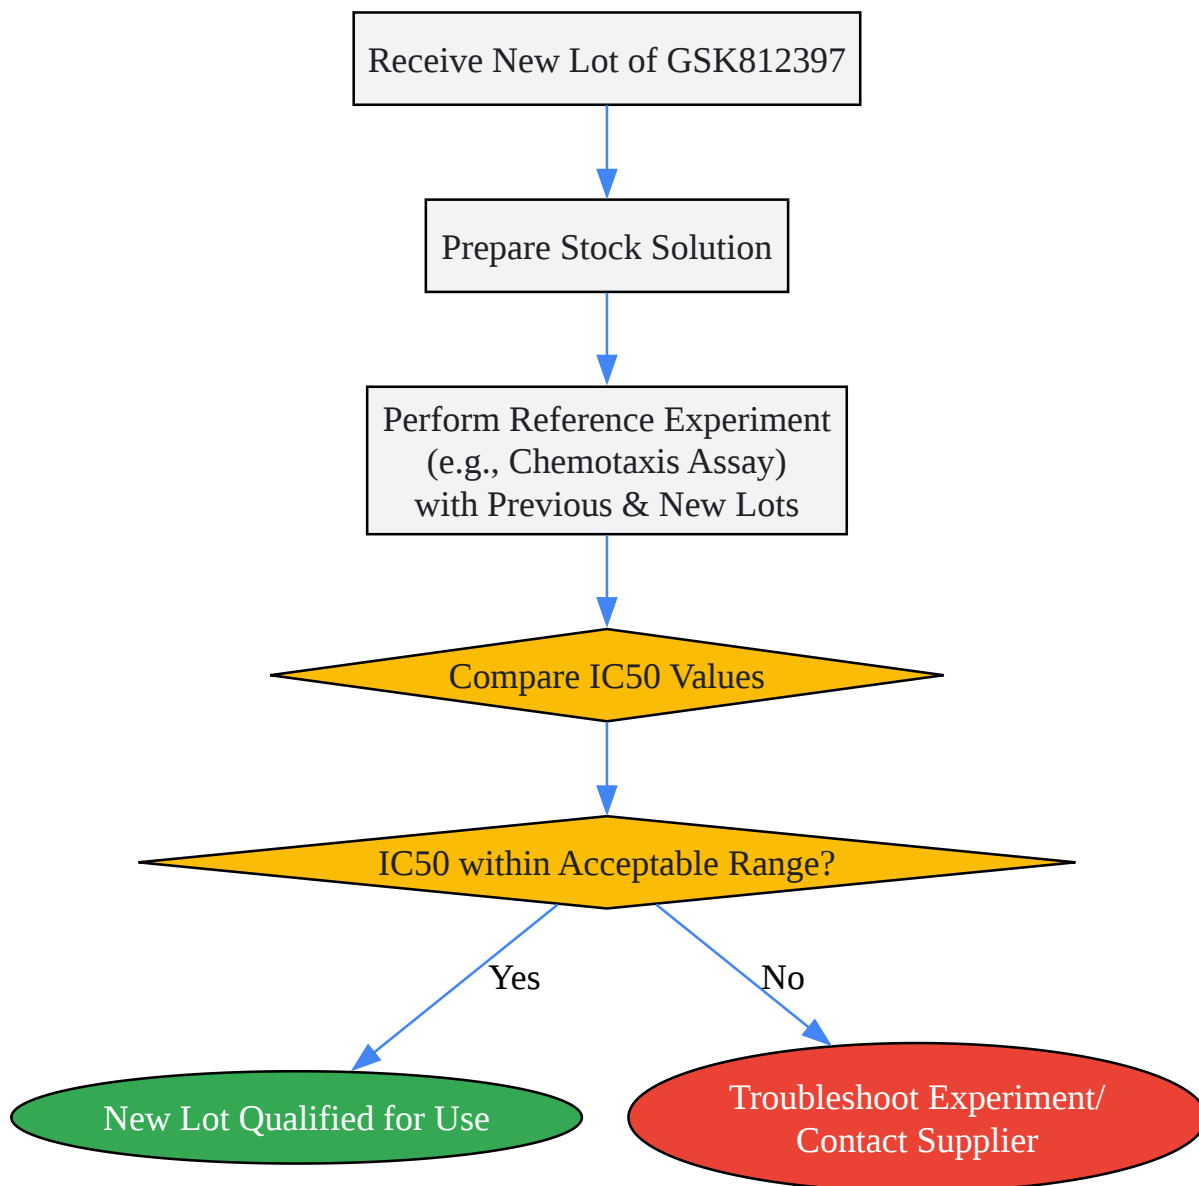 Receive New Lot of GSK812397
Prepare Stock Solution
Perform Reference Experiment
(e.g., Chemotaxis Assay)
with Previous & New Lots
Compare IC50 Values
IC50 within Acceptable Range?
Yes
No
New Lot Qualified for Use
Troubleshoot Experiment/
Contact Supplier